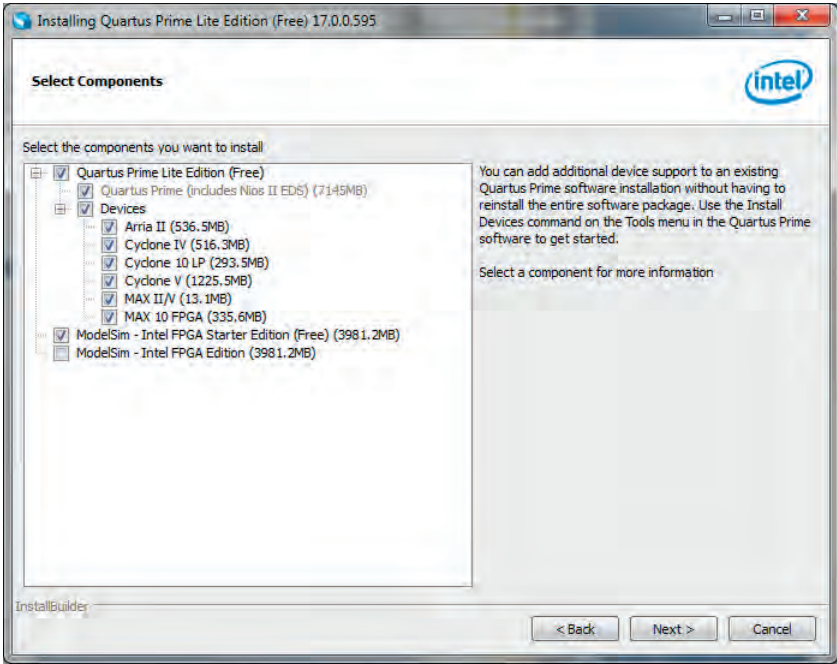 Installing Quartus Prime Lite Edition (Free) 17.0.0.595
Select Components
intel
Select the components you want to install
Quartus Prime Lite Edition (Free)
Quartus Prime (includes Nios II EDS) (7145MB)
Devices
Arria II (536.5MB)
Cyclone IV (516.3MB)
Cyclone 10 LP (293.5MB)
Cyclone V (1225.5MB)
MAX II/V (13.1MB)
MAX 10 FPGA (335.6MB)
ModelSim - Intel FPGA Starter Edition (Free) (3981.2MB)
ModelSim - Intel FPGA Edition (3981.2MB)
You can add additional device support to an existing
Quartus Prime software installation without having to
reinstall the entire software package. Use the Install
Devices command on the Tools menu in the Quartus Prime
software to get started.
Select a component for more information
InstallBuilder
< Back
Next >
Cancel